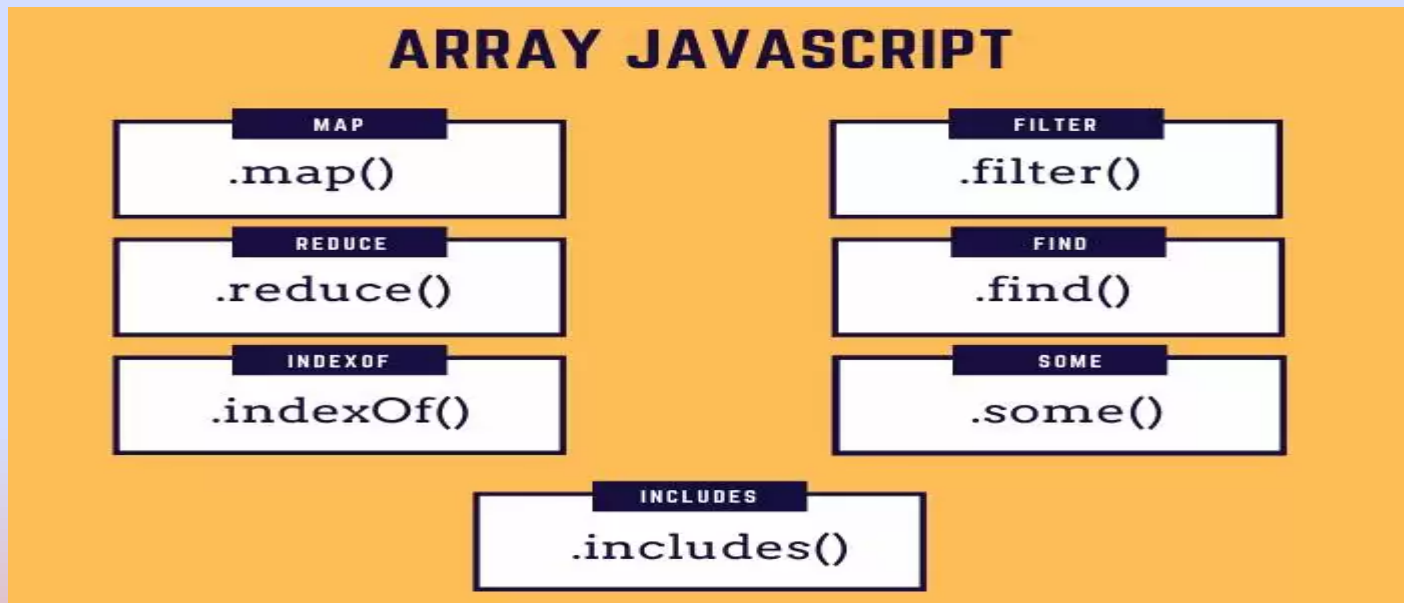 ARRAY JAVASCRIPT
MAP
.map()
FILTER
.filter()
REDUCE
.reduce()
FIND
.find()
INDEXOF
.indexOf()
SOME
.some()
INCLUDES
.includes()